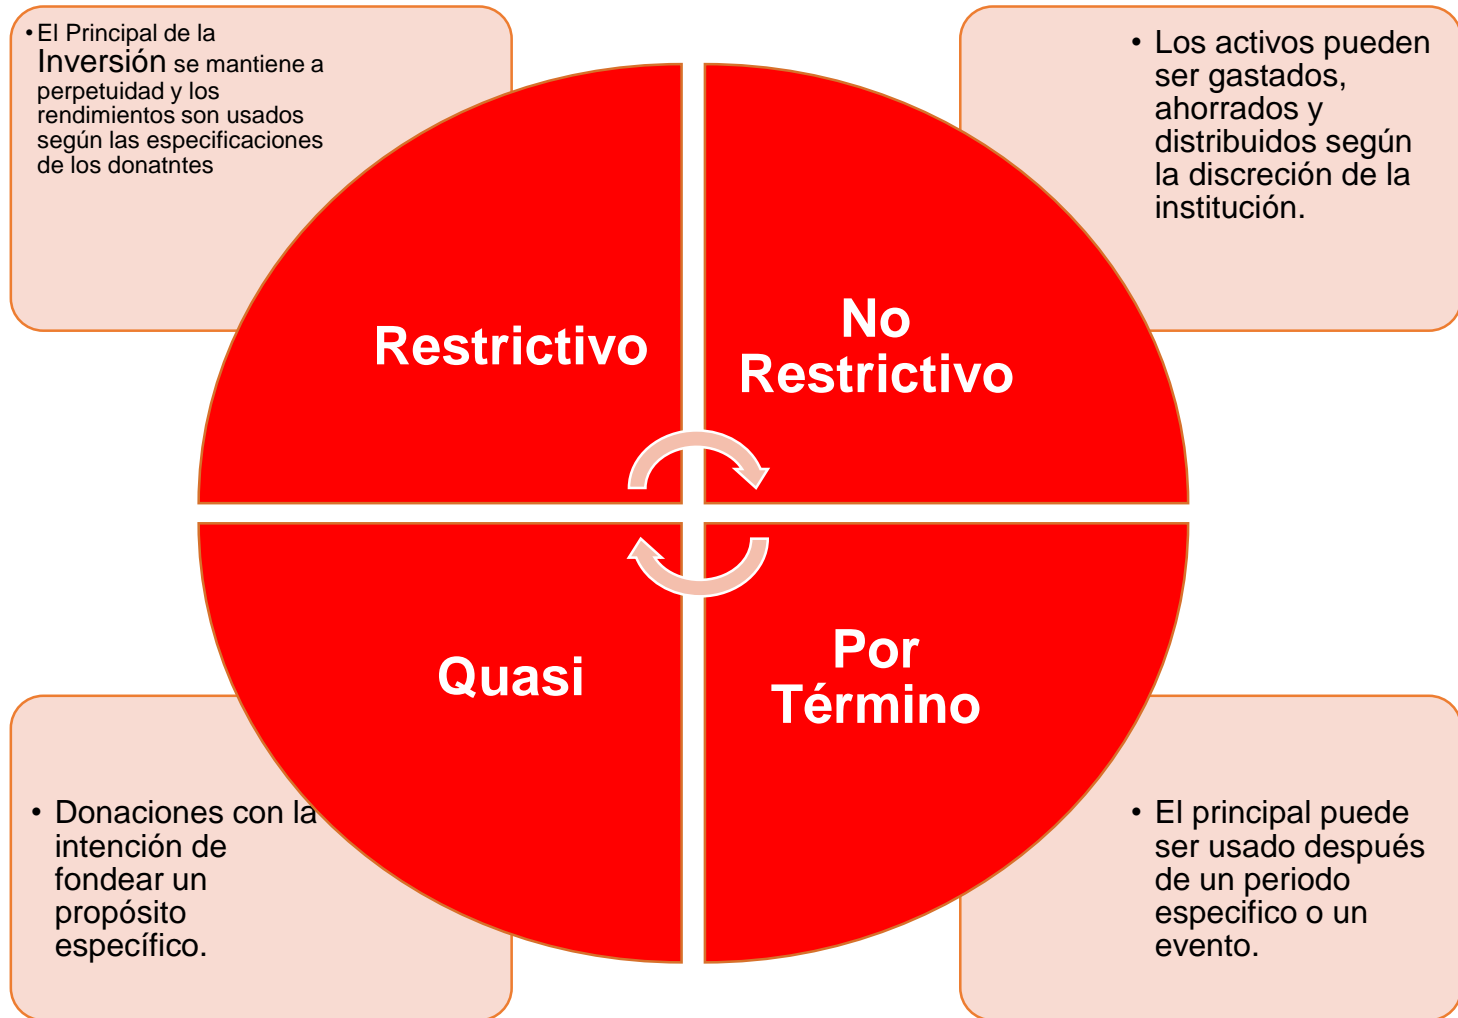 • El Principal de la
Inversión se mantiene a
perpetuidad y los
rendimientos son usados
según las especificaciones
de los donatntes
• Los activos pueden
ser gastados,
ahorrados y
distribuidos según
la discreción de la
institución.
Restrictivo
No
Restrictivo
Quasi
Por
Término
• Donaciones con la
intención de
fondear un
propósito
específico.
• El principal puede
ser usado después
de un periodo
especifico o un
evento.